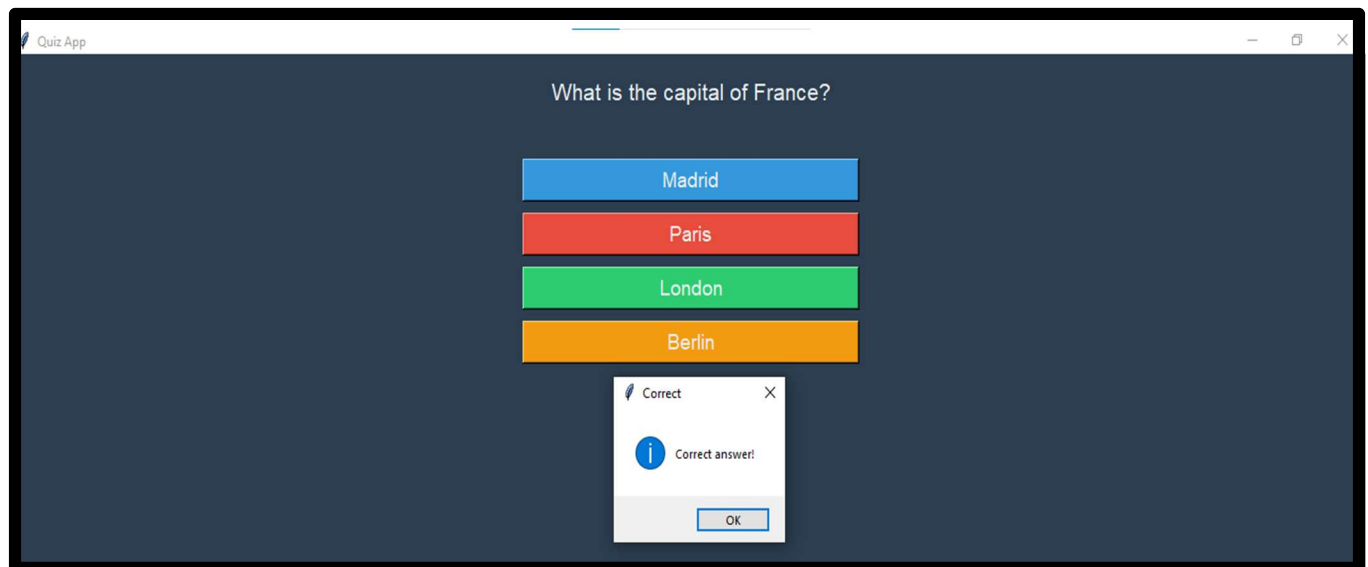 Quiz App
What is the capital of France?
Madrid
Paris
London
Berlin
Correct
Correct answer!
OK